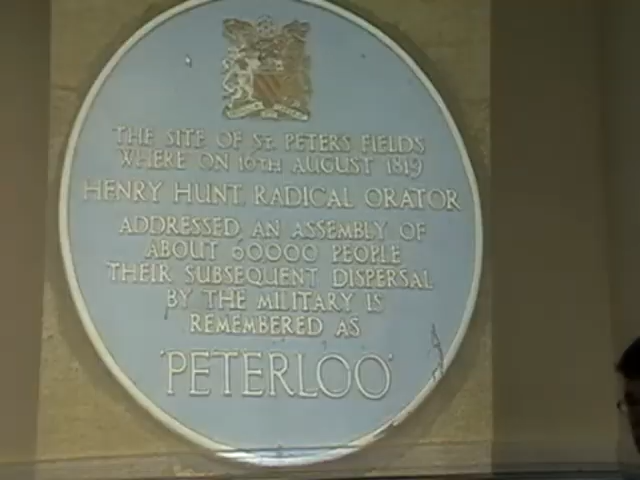 THE SITE OF ST. PETERS FIELDS
WHERE ON 16TH AUGUST 1819
HENRY HUNT, RADICAL ORATOR
ADDRESSED AN ASSEMBLY OF
ABOUT 60000 PEOPLE
THEIR SUBSEQUENT DISPERSAL
BY THE MILITARY IS
REMEMBERED AS
'PETERLOO'